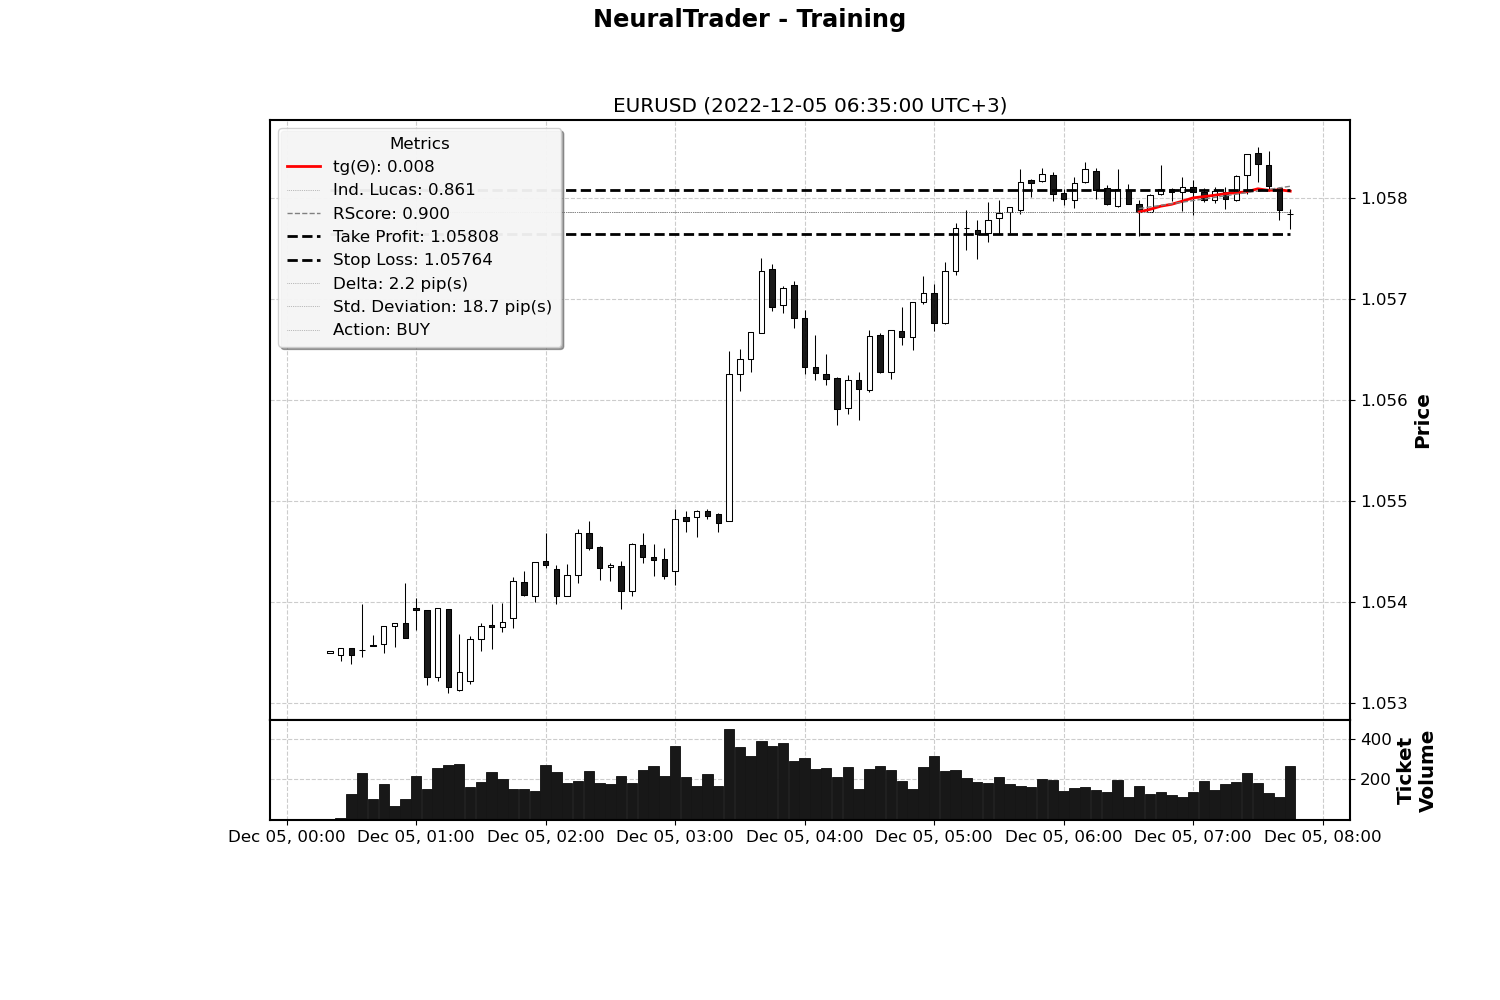 NeuralTrader - Training
EURUSD (2022-12-05 06:35:00 UTC+3)
Metrics
tg(Θ): 0.008
Ind. Lucas: 0.861
RScore: 0.900
Take Profit: 1.05808
Stop Loss: 1.05764
Delta: 2.2 pip(s)
Std. Deviation: 18.7 pip(s)
Action: BUY
1.058
1.057
1.056
1.055
1.054
1.053
Price
400
200
Ticket
Volume
Dec 05, 00:00
Dec 05, 01:00
Dec 05, 02:00
Dec 05, 03:00
Dec 05, 04:00
Dec 05, 05:00
Dec 05, 06:00
Dec 05, 07:00
Dec 05, 08:00